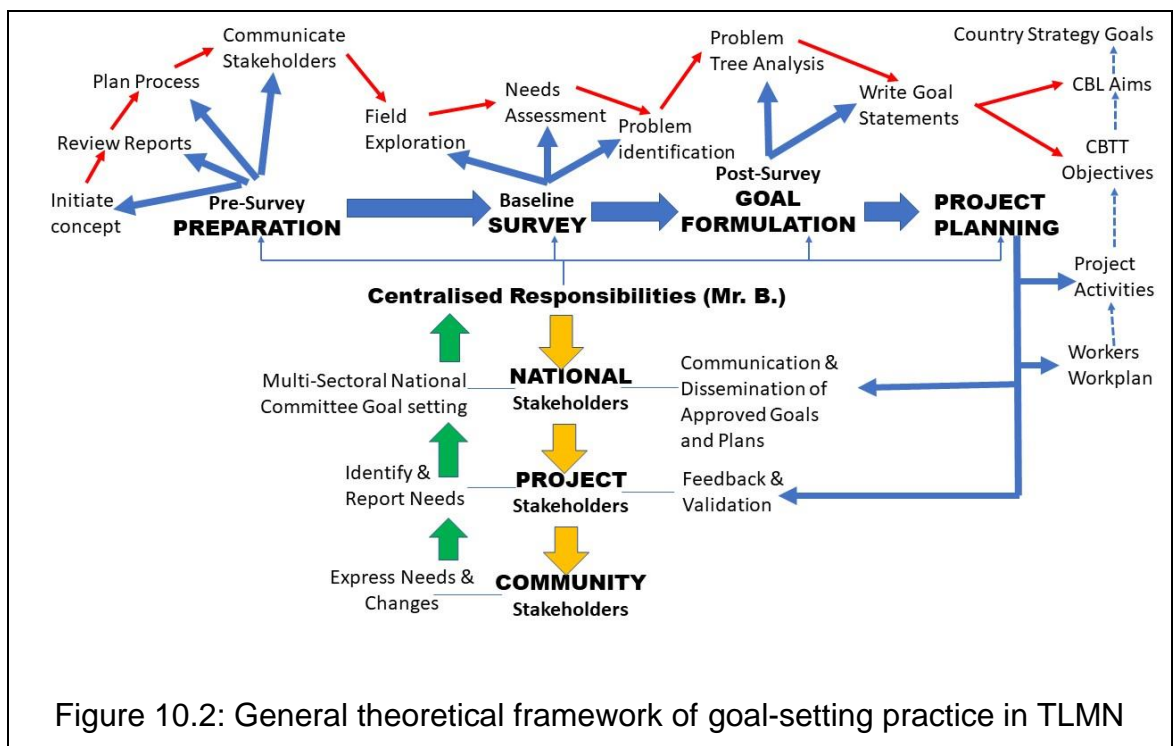 Communicate
Stakeholders
Plan Process
Review Reports
Initiate
concept
Pre-Survey
PREPARATION
Field
Exploration
Needs
Assessment
Problem
identification
Baseline
SURVEY
Problem
Tree Analysis
Write Goal
Statements
Post-Survey
GOAL
FORMULATION
Country Strategy Goals
CBL Aims
CBTT
Objectives
PROJECT
PLANNING
Project
Activities
Workers
Workplan
Centralised Responsibilities (Mr. B.)
Multi-Sectoral National
Committee Goal setting
NATIONAL
Stakeholders
Communication &
Dissemination of
Approved Goals
and Plans
Identify &
Report Needs
PROJECT
Stakeholders
Feedback &
Validation
Express Needs &
Changes
COMMUNITY
Stakeholders
Figure 10.2: General theoretical framework of goal-setting practice in TLMN